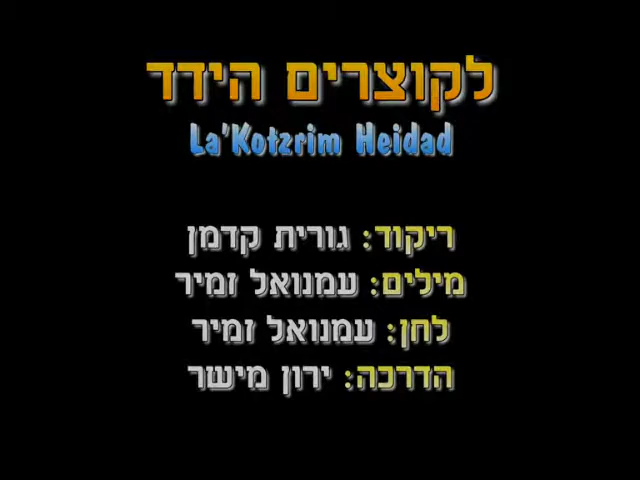 לקוצרים הידד
La'Kotzrim Heidad
ריקוד: גורית קדמן
מילים: עמנואל זמיר
לחן: עמנואל זמיר
הדרכה: ירון מישר